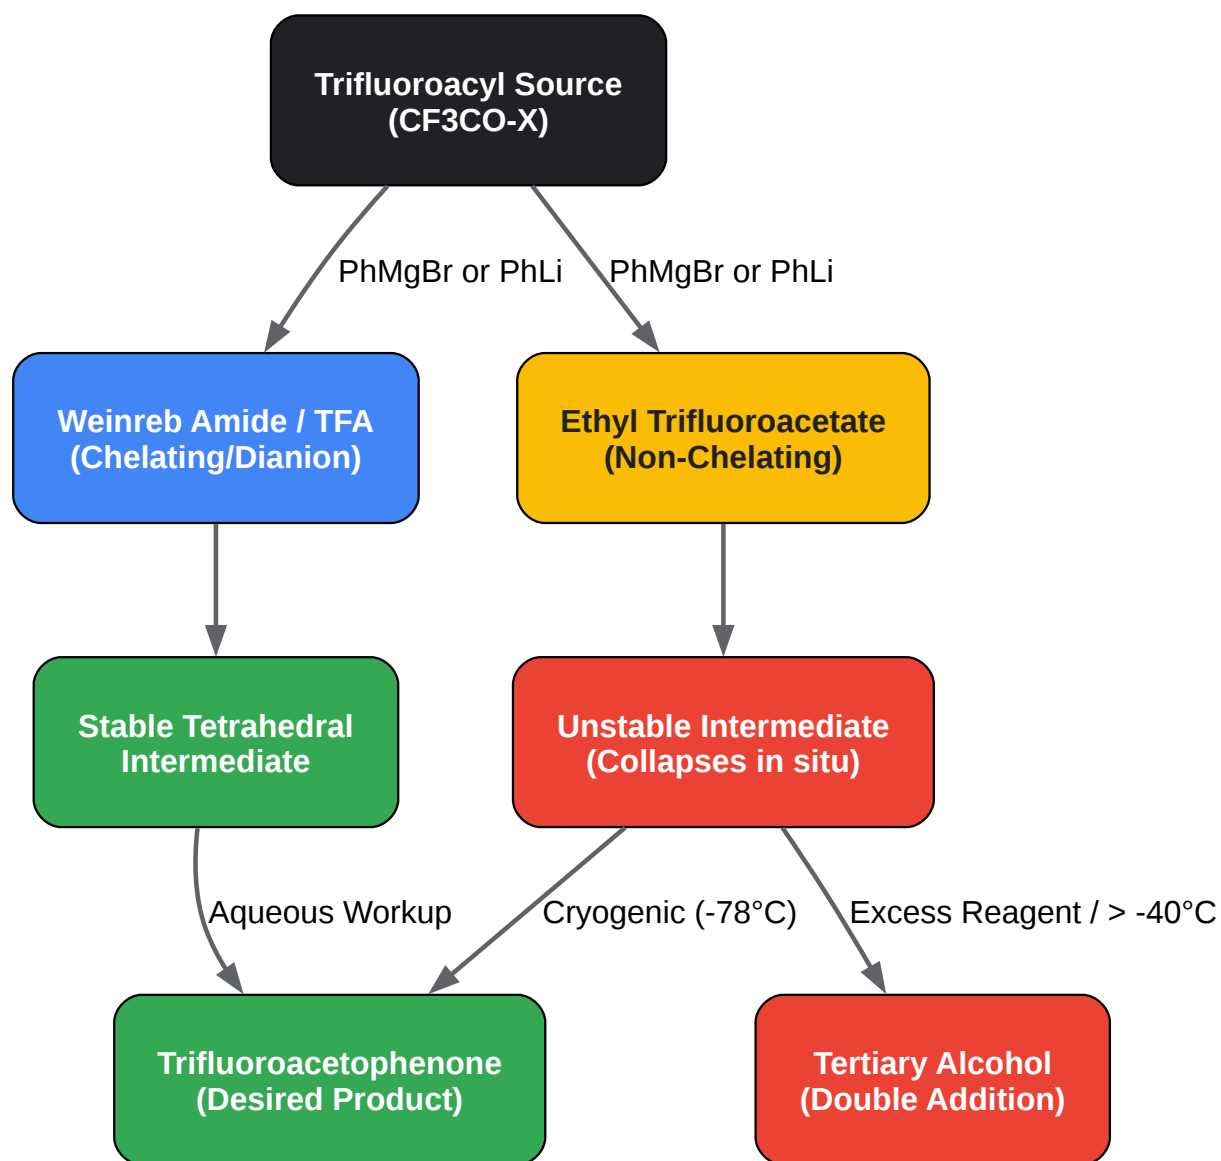 Trifluoroacyl Source
(CF3CO-X)
PhMgBr or PhLi
PhMgBr or PhLi
Weinreb Amide / TFA
(Chelating/Dianion)
Ethyl Trifluoroacetate
(Non-Chelating)
Stable Tetrahedral
Intermediate
Unstable Intermediate
(Collapses in situ)
Aqueous Workup
Cryogenic (-78°C)
Excess Reagent / > -40°C
Trifluoroacetophenone
(Desired Product)
Tertiary Alcohol
(Double Addition)